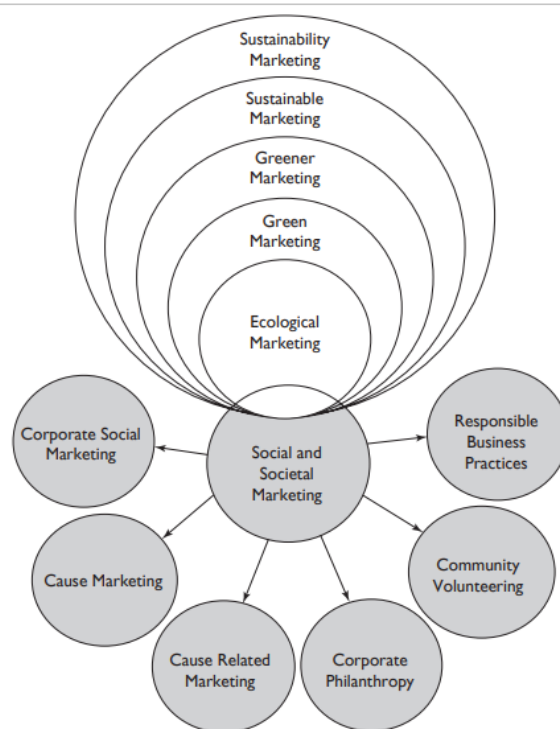 Sustainability
Marketing
Sustainable
Marketing
Greener
Marketing
Green
Marketing
Ecological
Marketing
Corporate Social
Marketing
Social and
Societal
Marketing
Responsible
Business
Practices
Cause Marketing
Community
Volunteering
Cause Related
Marketing
Corporate
Philanthropy